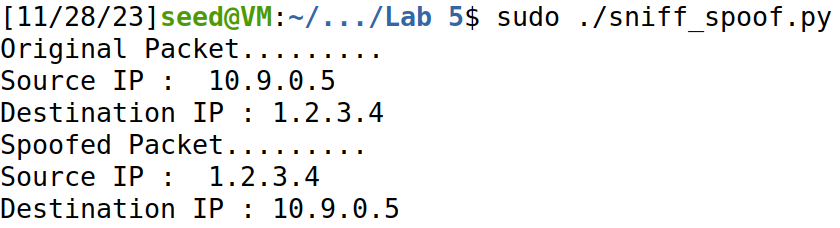 [11/28/23]seed@VM:~/.../Lab 5$ sudo ./sniff_spoof.py
Original Packet.........
Source IP :  10.9.0.5
Destination IP : 1.2.3.4
Spoofed Packet.........
Source IP :  1.2.3.4
Destination IP : 10.9.0.5